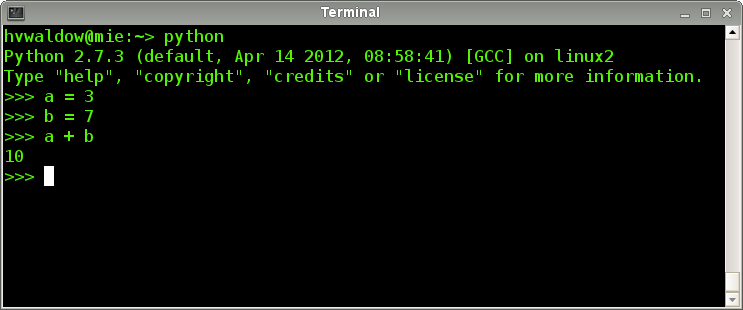 Terminal
hvwaldow@mie:~> python
Python 2.7.3 (default, Apr 14 2012, 08:58:41) [GCC] on linux2
Type "help", "copyright", "credits" or "license" for more information.
>>> a = 3
>>> b = 7
>>> a + b
10
>>>